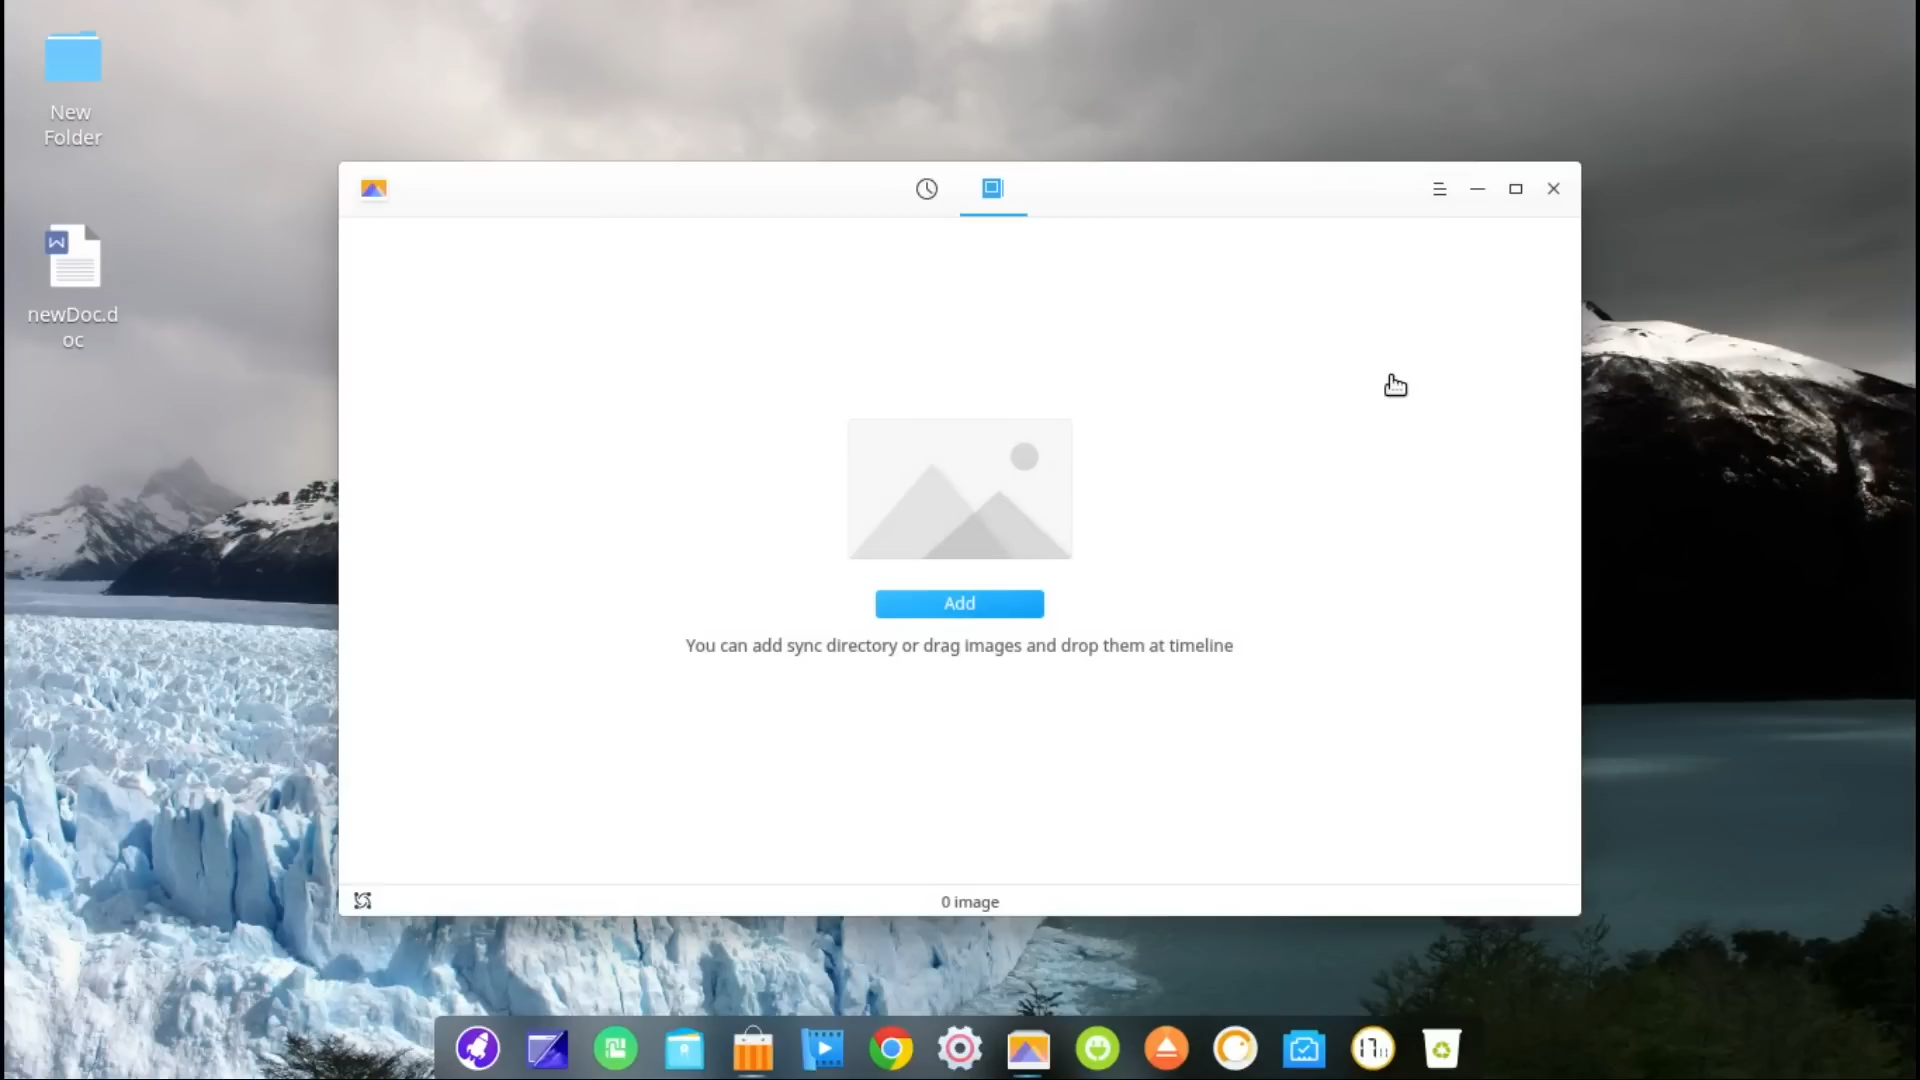 New
Folder
newDoc.d
oc
Add
You can add sync directory or drag images and drop them at timeline
0 image